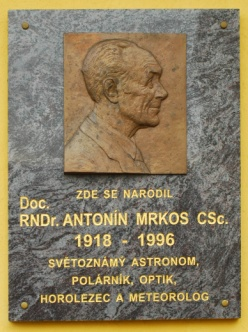 ZDE SE NARODIL
Doc.
RNDr. ANTONÍN MRKOS CSc.
1918 - 1996
SVĚTOZNÁMÝ ASTRONOM,
POLÁRNÍK, OPTIK,
HOROLEZEC A METEOROLOG